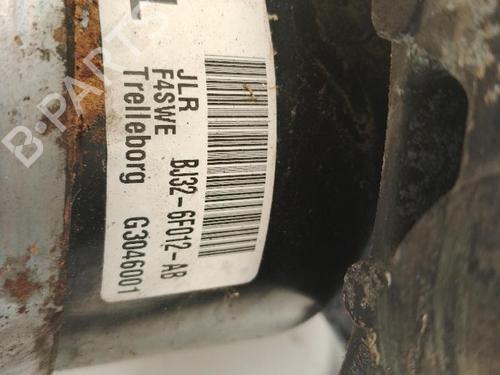 JLR
F4SWE BJ32-6F012-AB
Trelleborg G3046001
B-PARTS